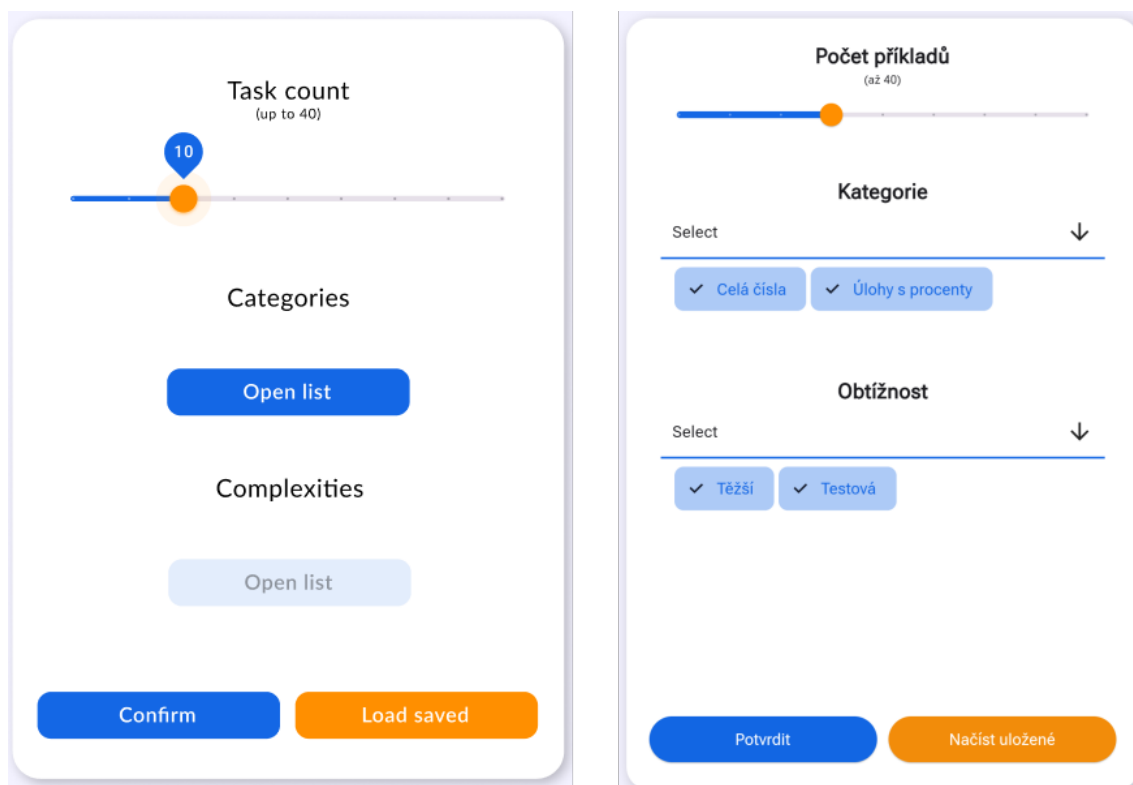 Task count
(up to 40)
10
Categories
Open list
Complexities
Open list
Confirm
Load saved
Počet příkladů
(až 40)
Kategorie
Select
Celá čísla
Úlohy s procenty
Obtížnost
Select
Těžší
Testová
Potvrdit
Načíst uložené